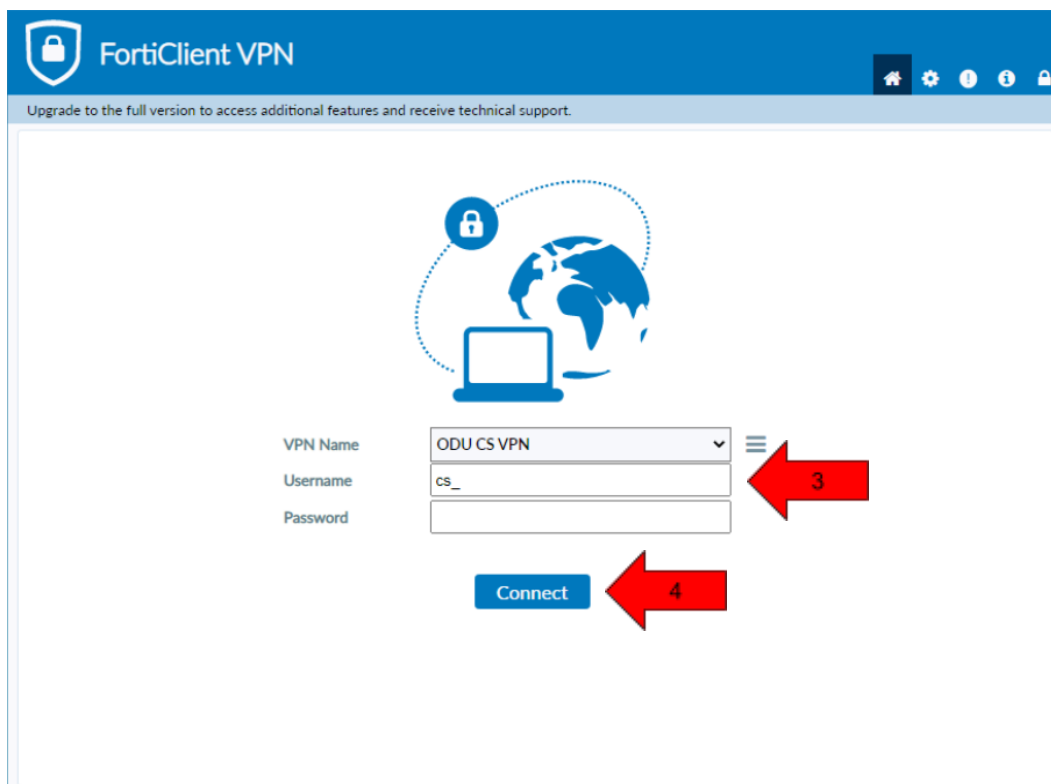 FortiClient VPN
Upgrade to the full version to access additional features and receive technical support.
VPN Name ODU CS VPN
Username cs_
3
Password
Connect
4